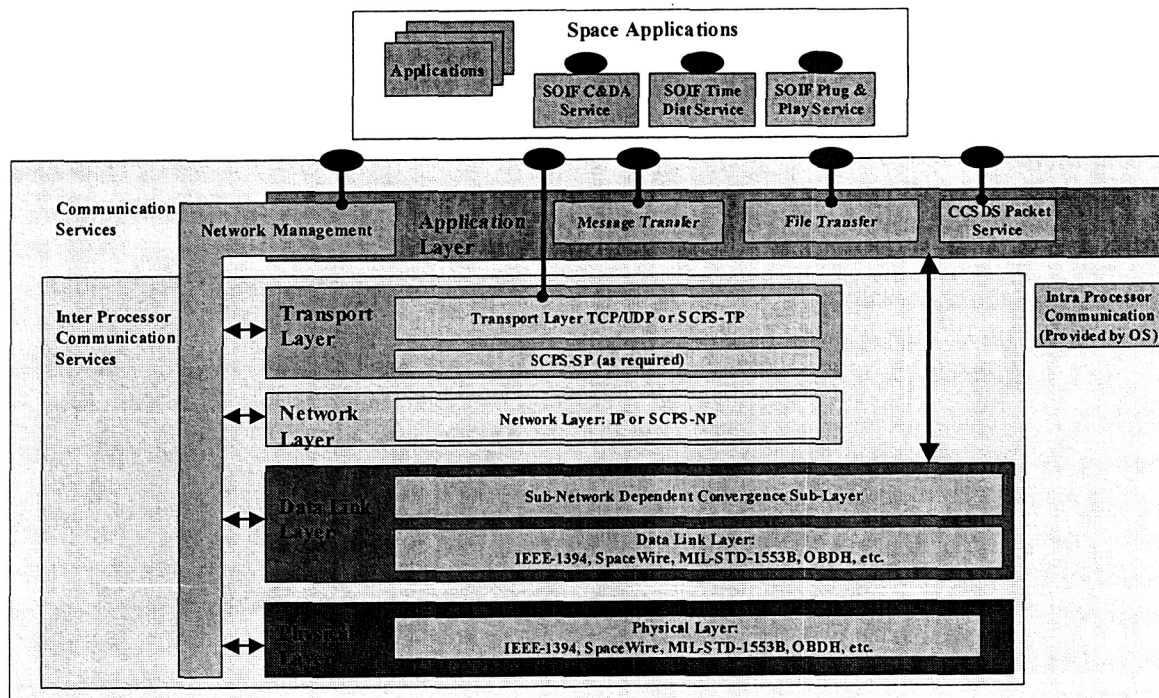 Space Applications
Applications
SOIF C&DA
Service
SOIF Time
Dist Service
SOIF Plug &
Play Service
Communication
Services
Network Management
Application
Layer
Message Transfer
File Transfer
CCSDS Packet
Service
Inter Processor
Communication
Services
Transport
Layer
Transport Layer TCP/UDP or SCPS-TP
SCPS-SP (as required)
Intra Processor
Communication
(Provided by OS)
Network
Layer
Network Layer: IP or SCPS-NP
Data Link
Layer
Sub-Network Dependent Convergence Sub-Layer
Data Link Layer:
IEEE-1394, SpaceWire, MIL-STD-1553B, OBDH, etc.
Physical
Layer
Physical Layer:
IEEE-1394, SpaceWire, MIL-STD-1553B, OBDH, etc.